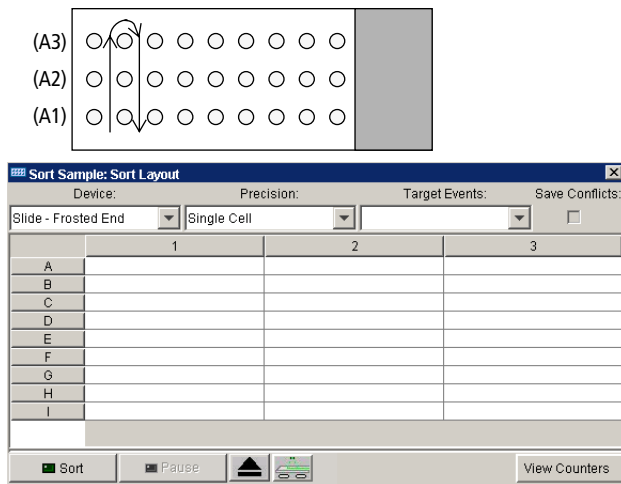 (A3)
(A2)
(A1)
Sort Sample: Sort Layout
Device: Precision: Target Events: Save Conflicts:
Slide - Frosted End Single Cell
1 2 3
A
B
C
D
E
F
G
H
I
Sort Pause View Counters